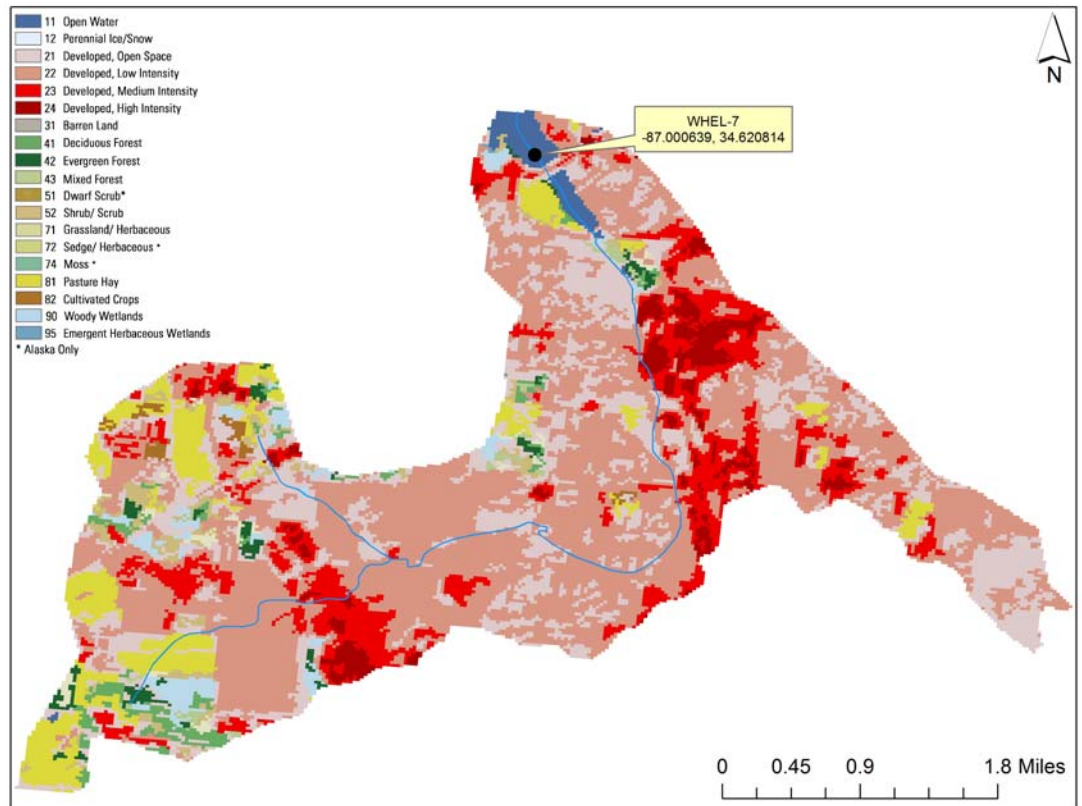 11 Open Water
12 Perennial Ice/Snow
21 Developed, Open Space
22 Developed, Low Intensity
23 Developed, Medium Intensity
24 Developed, High Intensity
31 Barren Land
41 Deciduous Forest
42 Evergreen Forest
43 Mixed Forest
51 Dwarf Scrub*
52 Shrub/ Scrub
71 Grassland/ Herbaceous
72 Sedge/ Herbaceous *
74 Moss *
81 Pasture Hay
82 Cultivated Crops
90 Woody Wetlands
95 Emergent Herbaceous Wetlands
* Alaska Only
N
WHEL-7
-87.000639, 34.620814
0 0.45 0.9 1.8 Miles